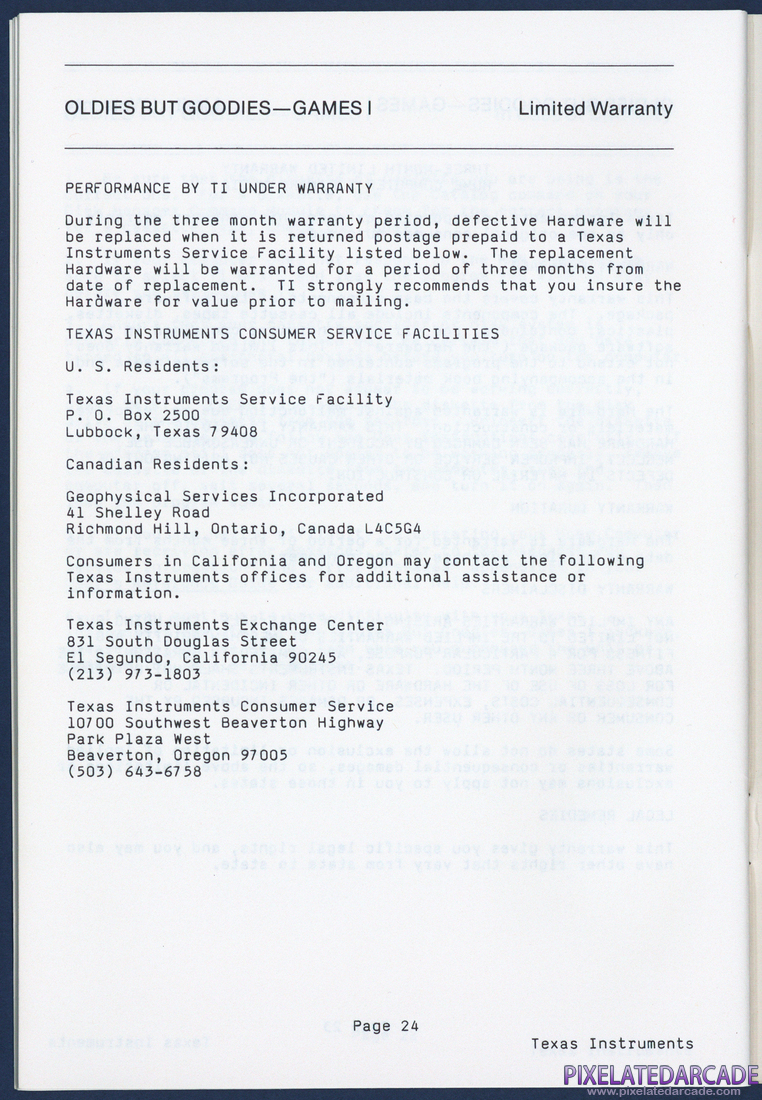 OLDIES BUT GOODIES—GAMES I Limited Warranty
PERFORMANCE BY TI UNDER WARRANTY
During the three month warranty period, defective Hardware will
be replaced when it is returned postage prepaid to a Texas
Instruments Service Facility listed below. The replacement
Hardware will be warranted for a period of three months from
date of replacement. TI strongly recommends that you insure the
Hardware for value prior to mailing.
TEXAS INSTRUMENTS CONSUMER SERVICE FACILITIES
U. S. Residents:
Texas Instruments Service Facility
P. O. Box 2500
Lubbock, Texas 79408
Canadian Residents:
Geophysical Services Incorporated
41 Shelley Road
Richmond Hill, Ontario, Canada L4C5G4
Consumers in California and Oregon may contact the following
Texas Instruments offices for additional assistance or
information.
Texas Instruments Exchange Center
831 South Douglas Street
El Segundo, California 90245
(213) 973-1803
Texas Instruments Consumer Service
10700 Southwest Beaverton Highway
Park Plaza West
Beaverton, Oregon 97005
(503) 643-6758
Page 24
Texas Instruments
PIXELATEDARCADE
www.pixelatedarcade.com